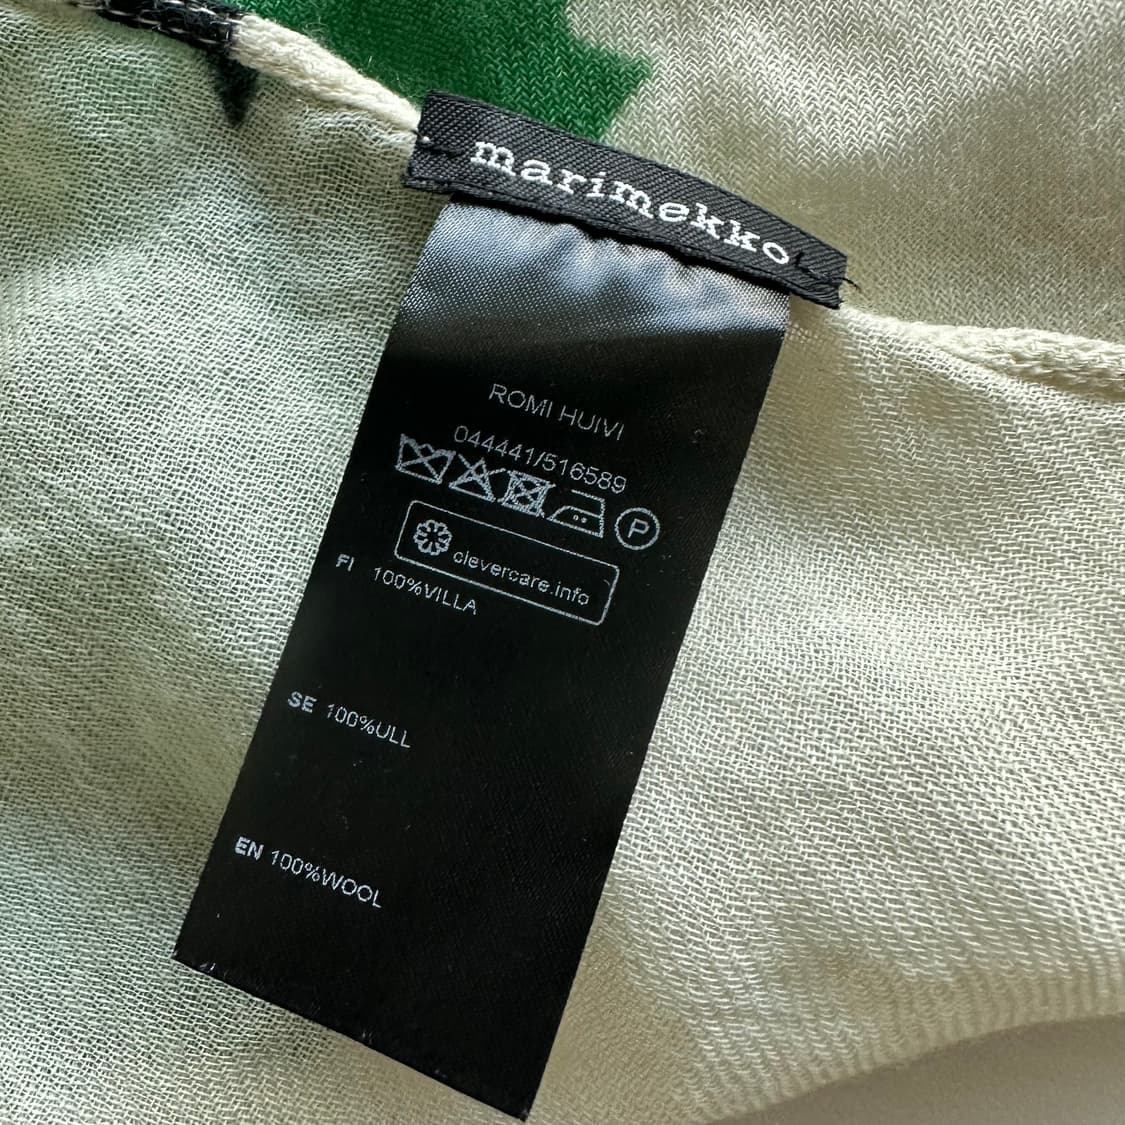 marimekko
ROMI HUIVI
044441/516589
P
clevercare.info
FI 100%VILLA
SE 100%ULL
EN 100%WOOL